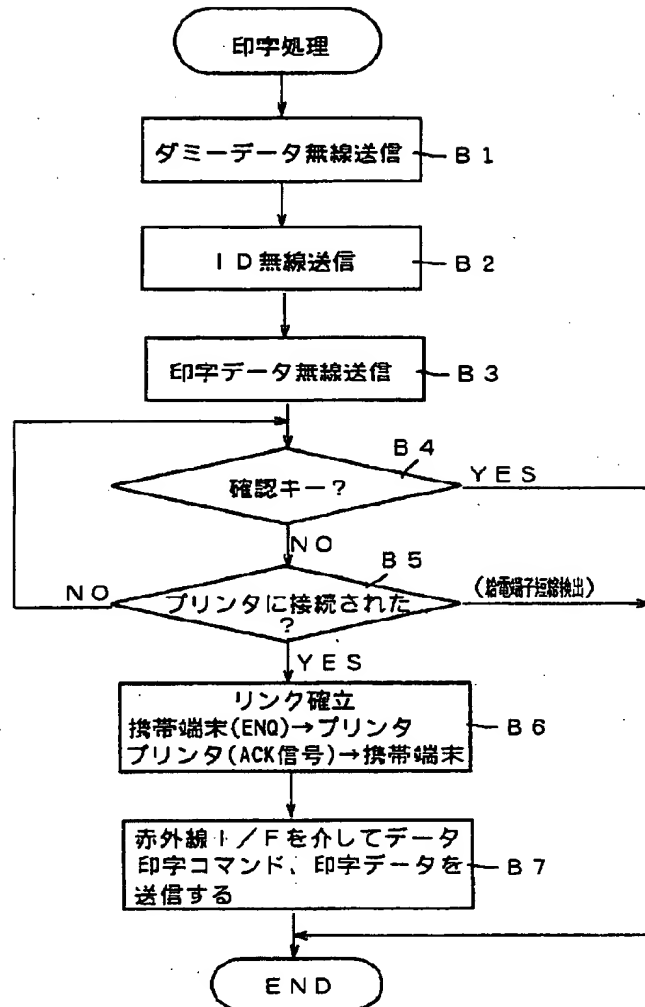 印字処理
ダミーデータ無線送信
B1
ID無線送信
B2
印字データ無線送信
B3
B4
確認キー?
YES
NO
B5
NO
プリンタに接続された
?
(給電端子短絡検出)
YES
リンク確立
携帯端末(ENQ)→プリンタ
プリンタ(ACK信号)→携帯端末
B6
赤外線I/Fを介してデータ
印字コマンド、印字データを
送信する
B7
END